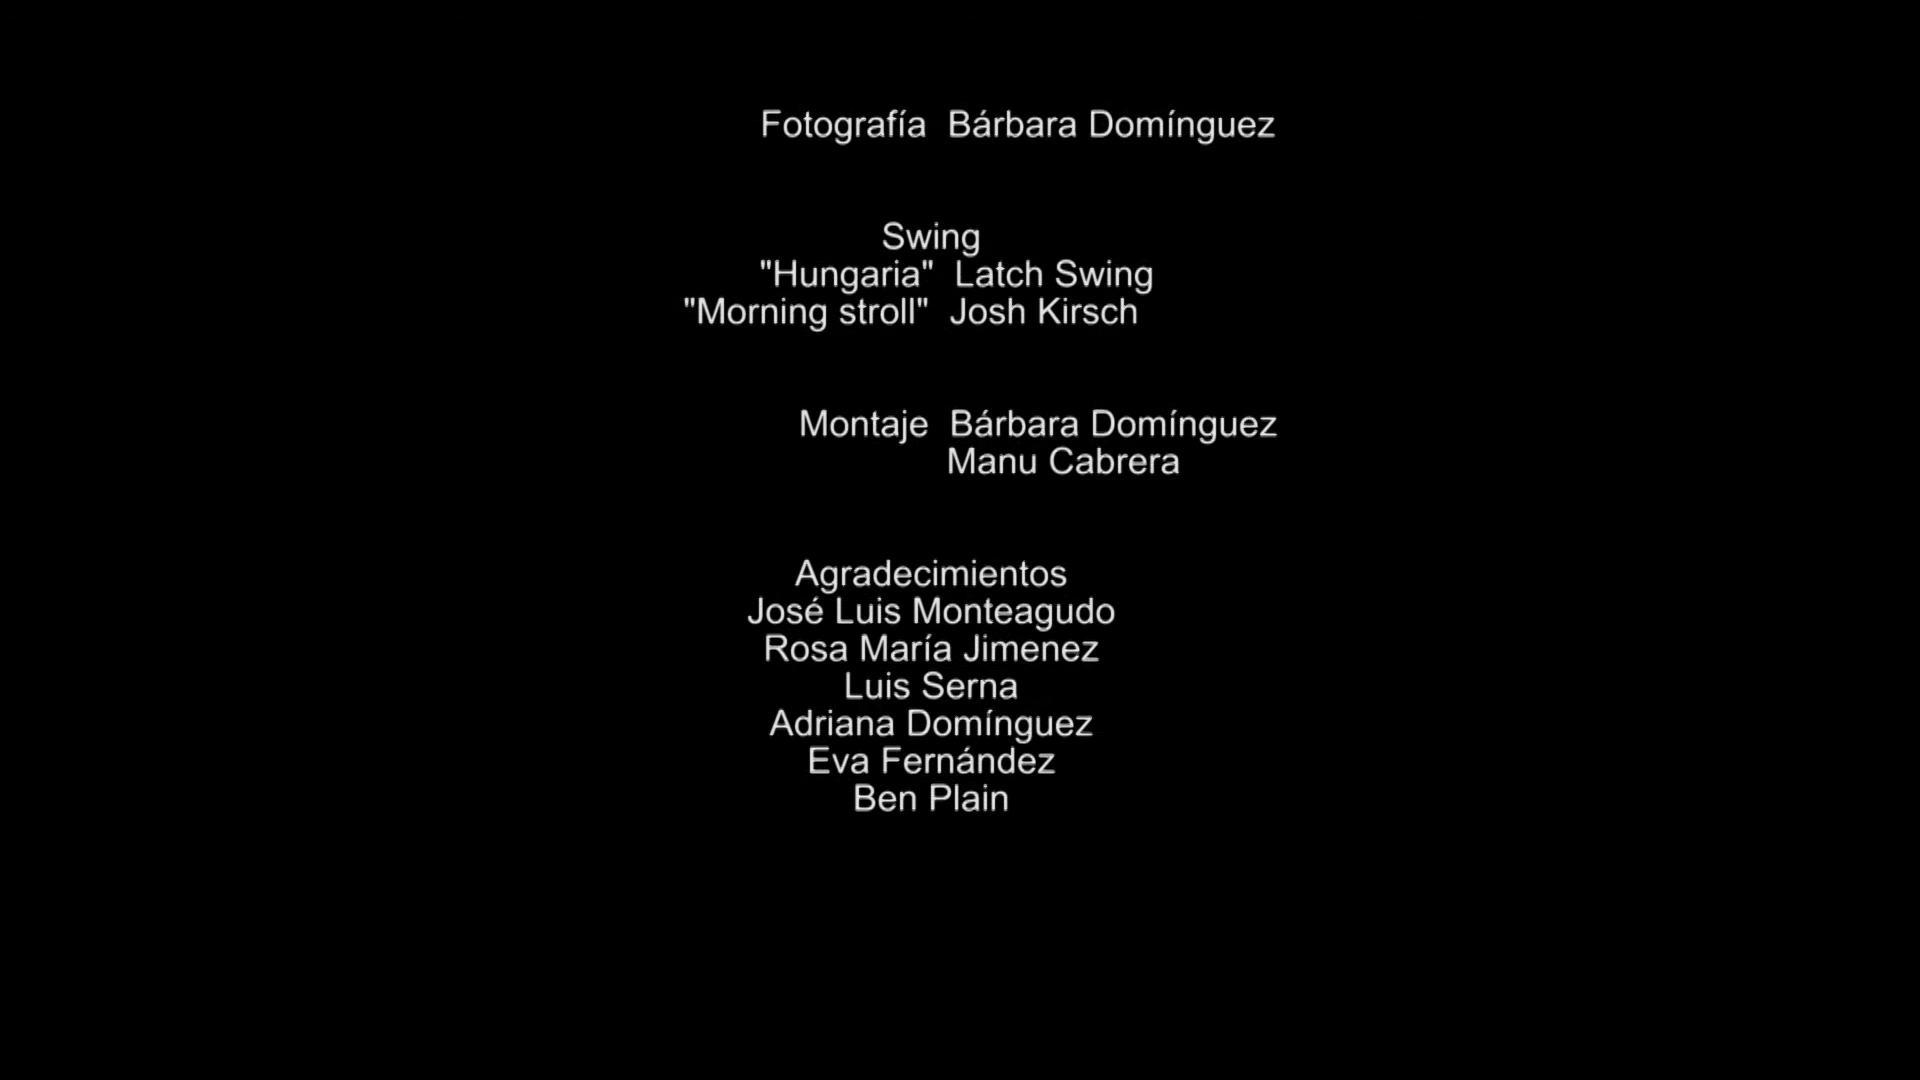 Fotografía  Bárbara Domínguez
Swing
"Hungaria"  Latch Swing
"Morning stroll"  Josh Kirsch
Montaje  Bárbara Domínguez
Manu Cabrera
Agradecimientos
José Luis Monteagudo
Rosa María Jimenez
Luis Serna
Adriana Domínguez
Eva Fernández
Ben Plain